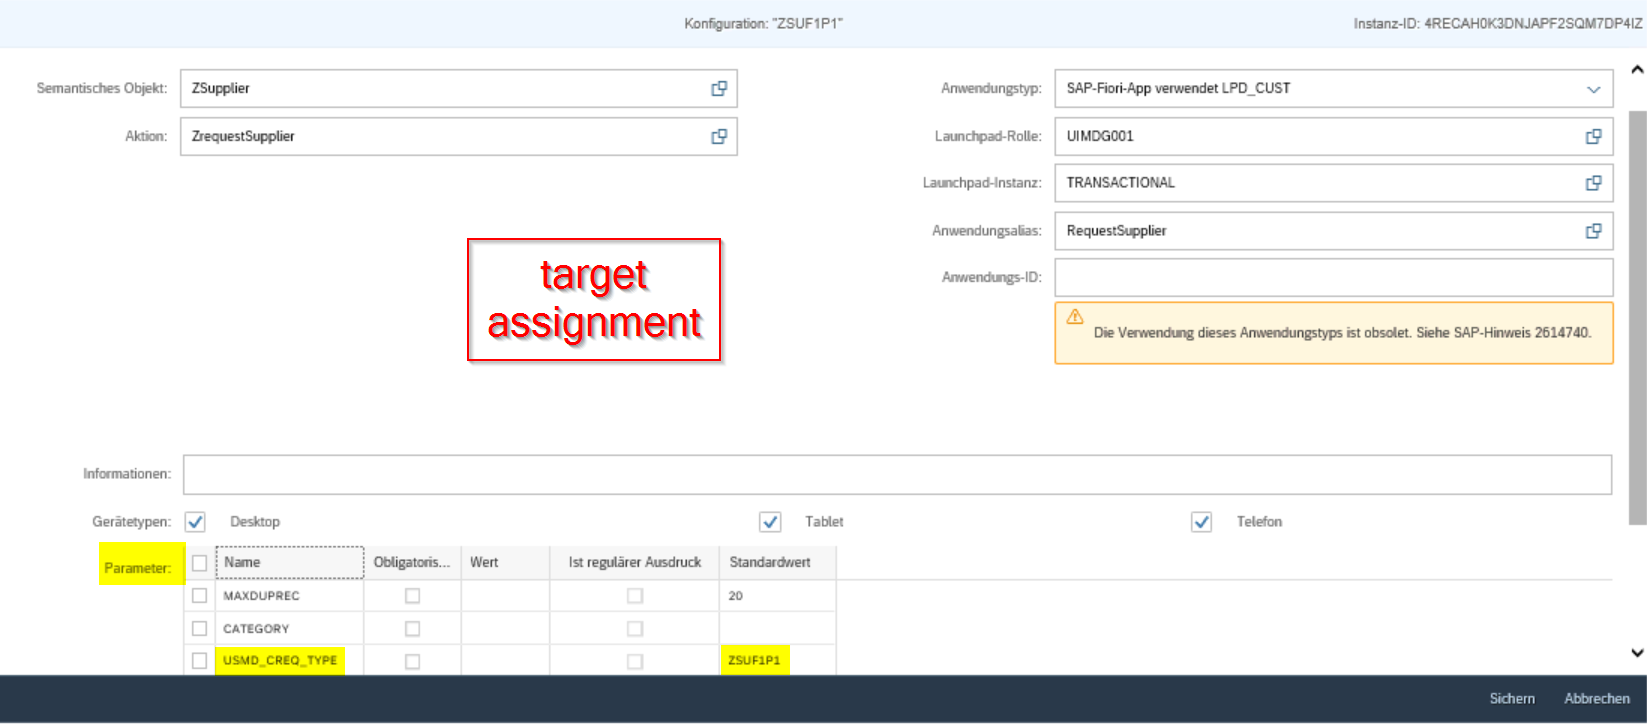 Konfiguration: "ZSUF1P1"
Instanz-ID: 4RECAH0K3DNJAPF2SQM7DP4IZ
Semantisches Objekt: ZSupplier
Aktion: ZrequestSupplier
Anwendungstyp: SAP-Fiori-App verwendet LPD_CUST
Launchpad-Rolle: UIMDG001
Launchpad-Instanz: TRANSACTIONAL
Anwendungsalias: RequestSupplier
Anwendungs-ID:
Die Verwendung dieses Anwendungstyps ist obsolet. Siehe SAP-Hinweis 2614740.
target
assignment
Informationen:
Gerätetypen: Desktop Tablet Telefon
Parameter: Name Obligatoris... Wert Ist regulärer Ausdruck Standardwert
MAXDUPREC 20
CATEGORY
USMD_CREQ_TYPE ZSUF1P1
Sichern Abbrechen